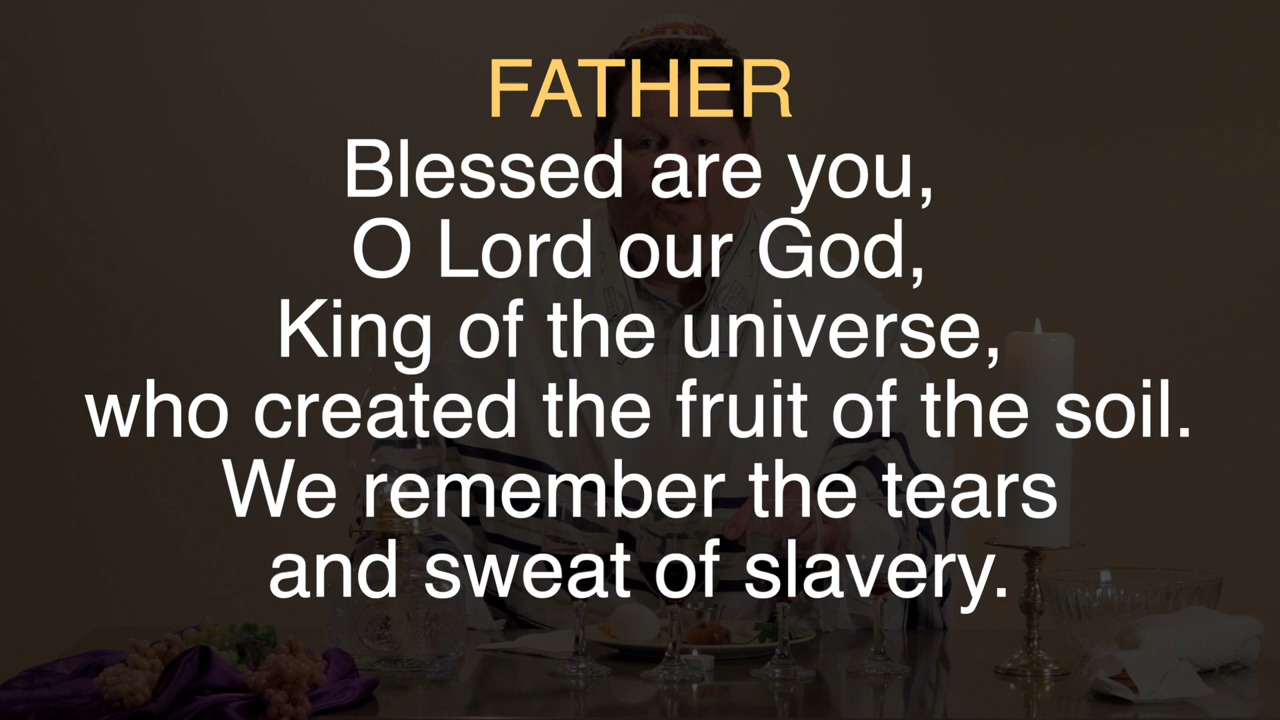 FATHER
Blessed are you,
O Lord our God,
King of the universe,
who created the fruit of the soil.
We remember the tears
and sweat of slavery.